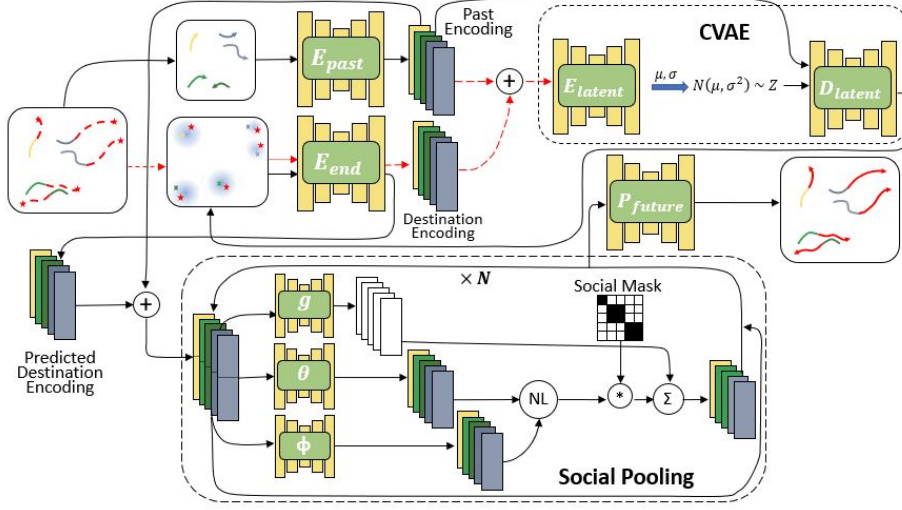 Past
Encoding
CVAE
E_past
+
E_latent
μ, σ
N(μ, σ²) ~ Z
D_latent
E_end
Destination
Encoding
P_future
× N
Social Mask
g
+
Predicted
Destination
Encoding
θ
NL
*
Σ
ϕ
Social Pooling